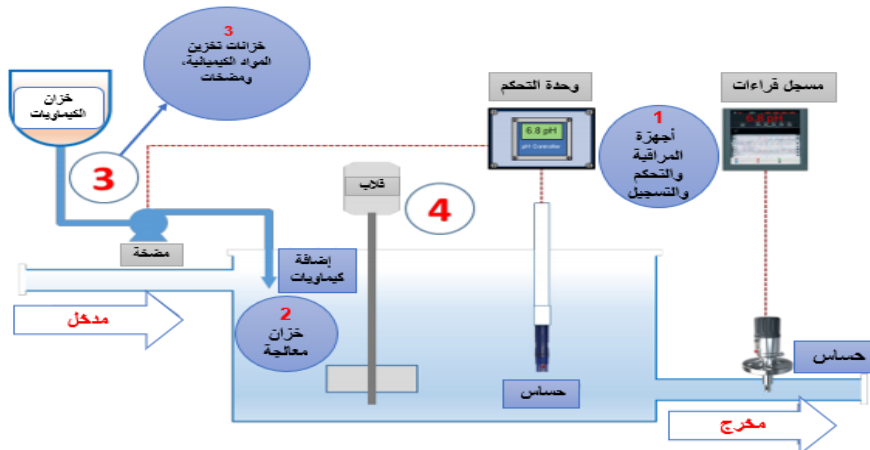 3
خزانات تخزين
المواد الكيميائية،
ومضخات
خزان
الكيماويات
3
مضخة
إضافة
كيماويات
مدخل
2
خزان
معالجة
قلاب
4
وحدة التحكم
6.8 pH
pH Controller
1
أجهزة
المراقبة
والتحكم
والتسجيل
مسجل قراءات
6.8 pH
حساس
حساس
مخرج